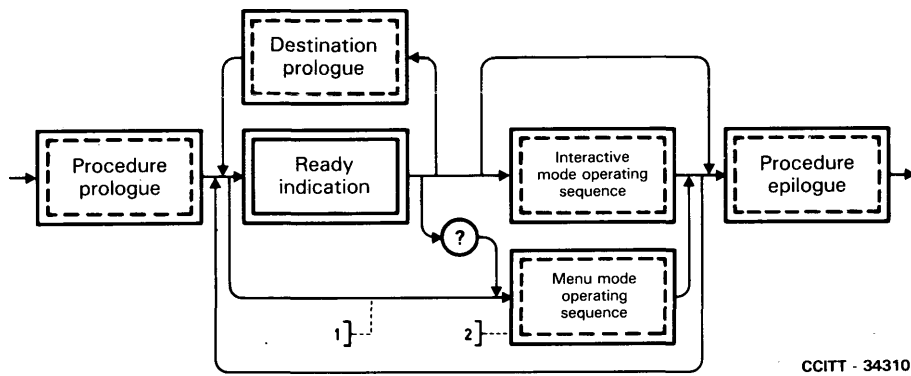 Destination
prologue
Procedure
prologue
Ready
indication
Interactive
mode operating
sequence
Procedure
epilogue
?
Menu mode
operating
sequence
1
2
CCITT - 34310